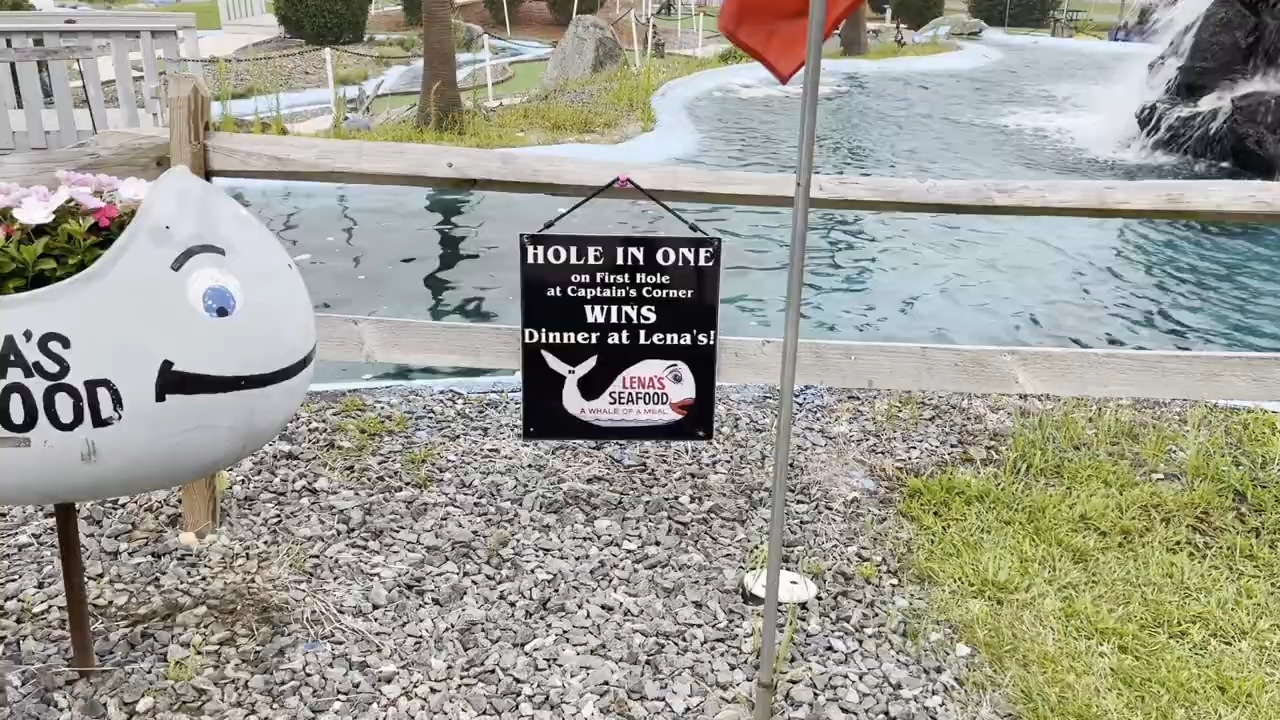 A'S
OOD
HOLE IN ONE
on First Hole
at Captain's Corner
WINS
Dinner at Lena's!
LENA'S
SEAFOOD
A WHALE OF A MEAL